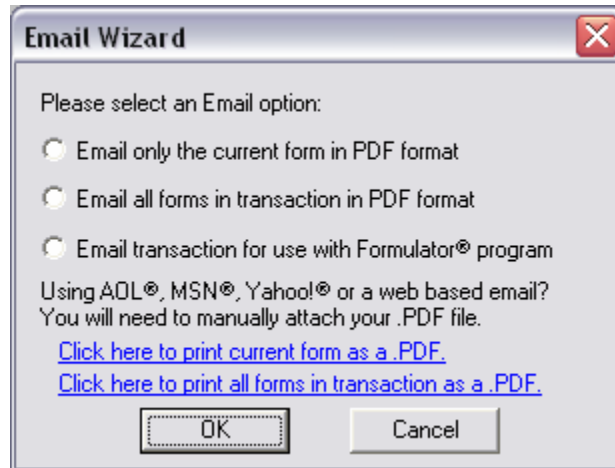 Email Wizard
Please select an Email option:
Email only the current form in PDF format
Email all forms in transaction in PDF format
Email transaction for use with Formulator® program
Using AOL®, MSN®, Yahoo!® or a web based email?
You will need to manually attach your .PDF file.
Click here to print current form as a .PDF.
Click here to print all forms in transaction as a .PDF.
OK Cancel